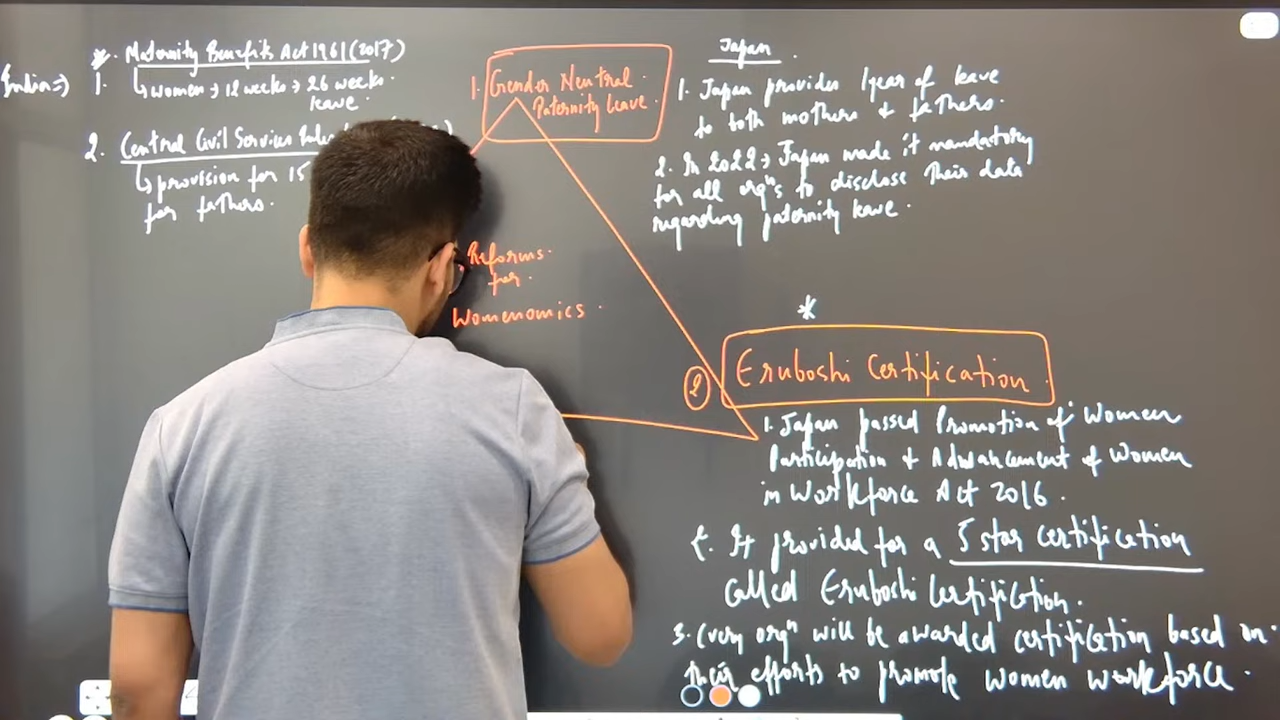 *. Maternity Benefits Act 1961 (2017)
India => 1. ↳ women → 12 weeks → 26 weeks
leave.
2. Central Civil Services
↳ provision for 15
for fathers.
1. Gender Neutral
Paternity leave.
Reforms
for
Womenomics.
Japan
1. Japan provides 1 year of leave
to both mothers & fathers.
2. In 2022 → Japan made it mandatory
for all orgns to disclose their data
regarding paternity leave.
*
2 Eruboshi Certification
1. Japan passed Promotion of Women
Participation & Advancement of Women
in Workforce Act 2016.
It provided for a 5 star certification
called Eruboshi Certification.
3. Every orgn will be awarded certification based on
their efforts to promote women workforce.